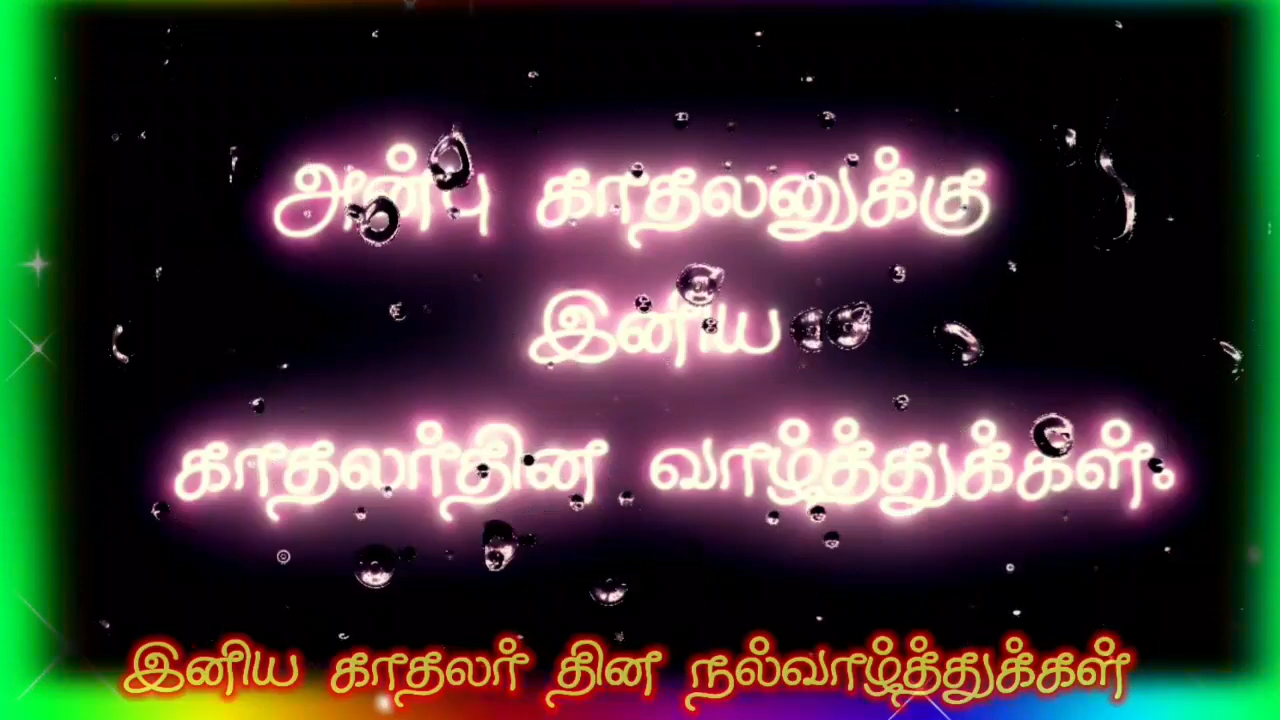 அன்பு காதலனுக்கு
இனிய
காதலர்தின வாழ்த்துக்கள்.
இனிய காதலர் தின நல்வாழ்த்துக்கள்